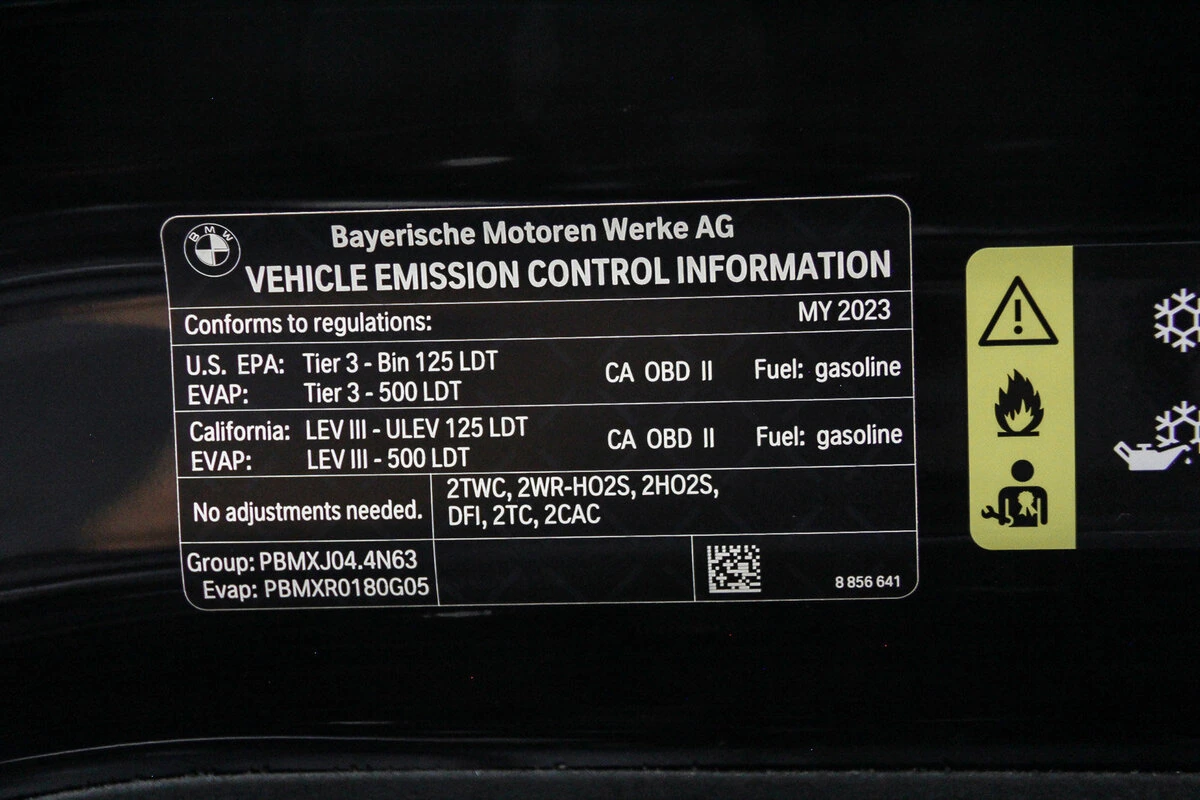 BMW
Bayerische Motoren Werke AG
VEHICLE EMISSION CONTROL INFORMATION
Conforms to regulations: MY 2023
U.S. EPA: Tier 3 - Bin 125 LDT CA OBD II Fuel: gasoline
EVAP: Tier 3 - 500 LDT
California: LEV III - ULEV 125 LDT CA OBD II Fuel: gasoline
EVAP: LEV III - 500 LDT
No adjustments needed. 2TWC, 2WR-HO2S, 2HO2S,
DFI, 2TC, 2CAC
Group: PBMXJ04.4N63
Evap: PBMXR0180G05
8 856 641